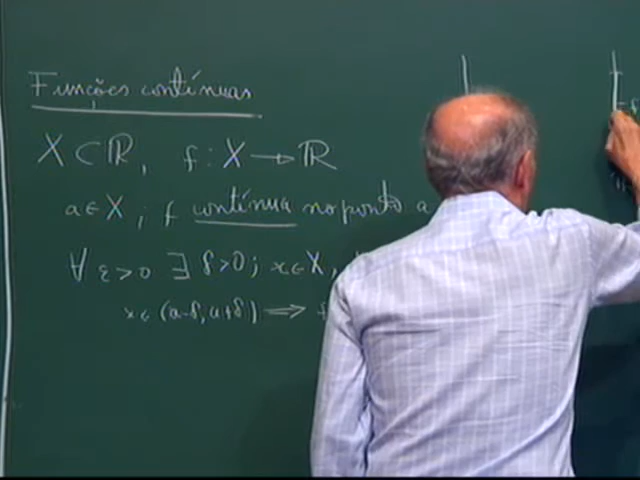 Funções contínuas
X ⊂ ℝ, f: X → ℝ
a ∈ X; f contínua no ponto a
∀ ε > 0 ∃ δ > 0; x ∈ X,
x ∈ (a-δ, a+δ) ⟹ f